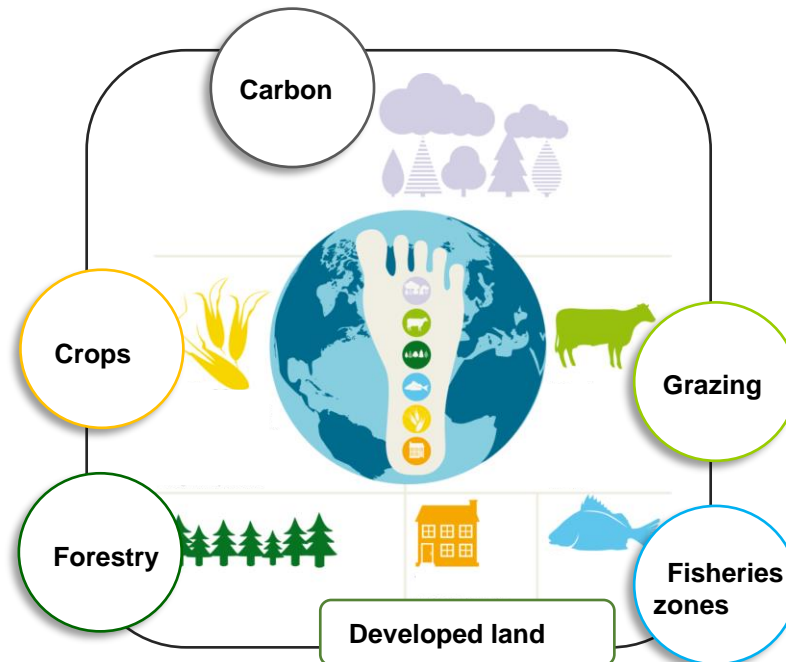 Carbon
Crops
Grazing
Forestry
Fisheries
zones
Developed land